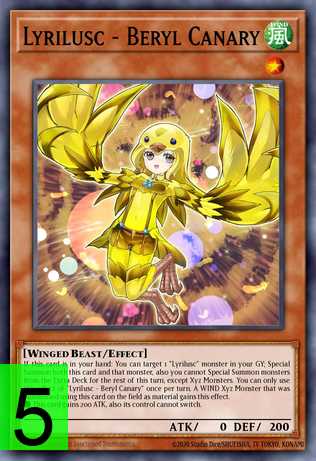 Lyrilusc - Beryl Canary
WIND
風
[Winged Beast/Effect]
If this card is in your hand: You can target 1 "Lyrilusc" monster in your GY; Special
Summon both this card and that monster, also you cannot Special Summon monsters
from the Extra Deck for the rest of this turn, except Xyz Monsters. You can only use
of "Lyrilusc - Beryl Canary" once per turn. A WIND Xyz Monster that was
using this card on the field as material gains this effect.
This card gains 200 ATK, also its control cannot switch.
ATK/ 0 DEF/ 200
5
©2020 Studio Dice/SHUEISHA, TV TOKYO, KONAMI